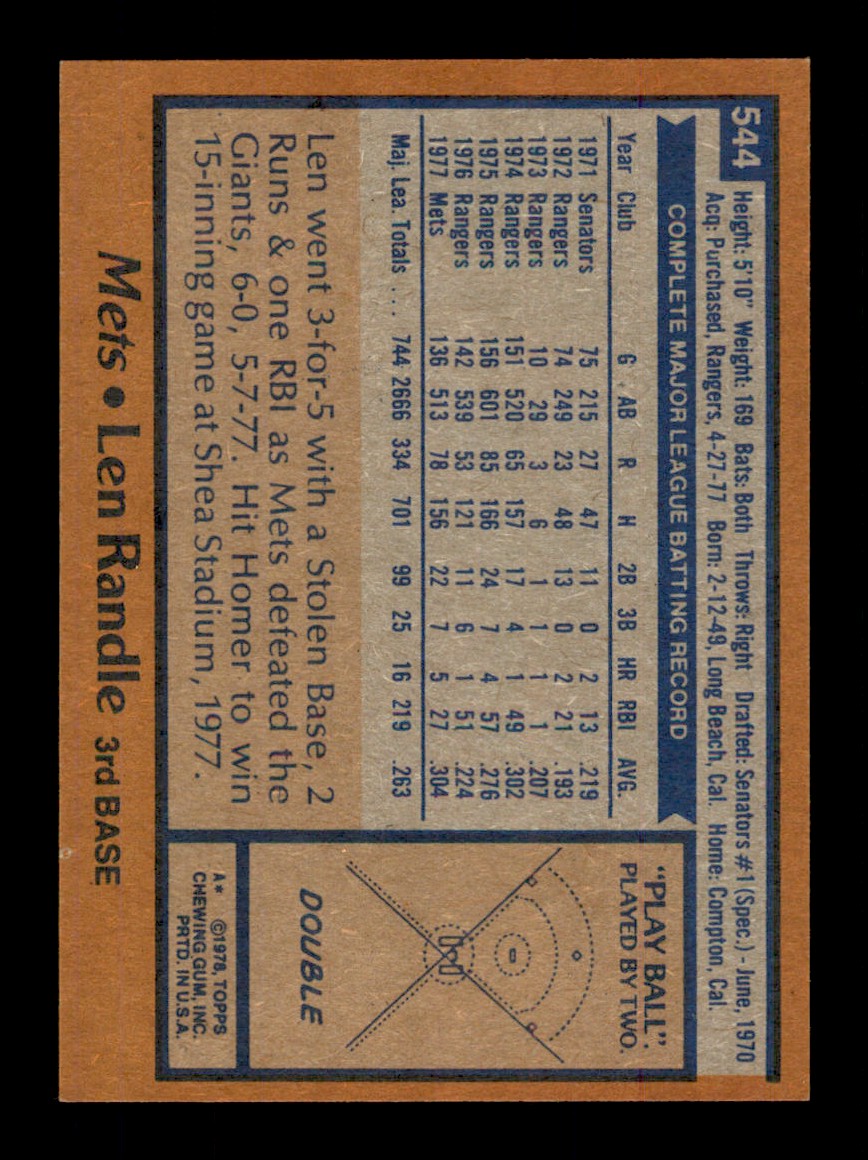 544
Height: 5'10" Weight: 169 Bats: Both Throws: Right Drafted: Senators #1 (Spec.) - June, 1970
Acq: Purchased, Rangers, 4-27-77 Born: 2-12-49, Long Beach, Cal. Home: Compton, Cal.
COMPLETE MAJOR LEAGUE BATTING RECORD
Year Club G AB R H 2B 3B HR RBI AVG.
1971 Senators 75 215 27 47 11 0 2 13 .219
1972 Rangers 74 249 23 48 13 0 2 21 .193
1973 Rangers 10 29 3 6 1 1 1 1 .207
1974 Rangers 151 520 65 157 17 4 1 49 .302
1975 Rangers 156 601 85 166 24 7 4 57 .276
1976 Rangers 142 539 53 121 11 6 1 51 .224
1977 Mets 136 513 78 156 22 7 5 27 .304
Maj. Lea. Totals ... 744 2666 334 701 99 25 16 219 .263
Len went 3-for-5 with a Stolen Base, 2
Runs & one RBI as Mets defeated the
Giants, 6-0, 5-7-77. Hit Homer to win
15-inning game at Shea Stadium, 1977.
"PLAY BALL"
PLAYED BY TWO.
DOUBLE
A* ©1978, TOPPS
CHEWING GUM, INC.
PRTD. IN U.S.A.
Mets • Len Randle 3rd BASE